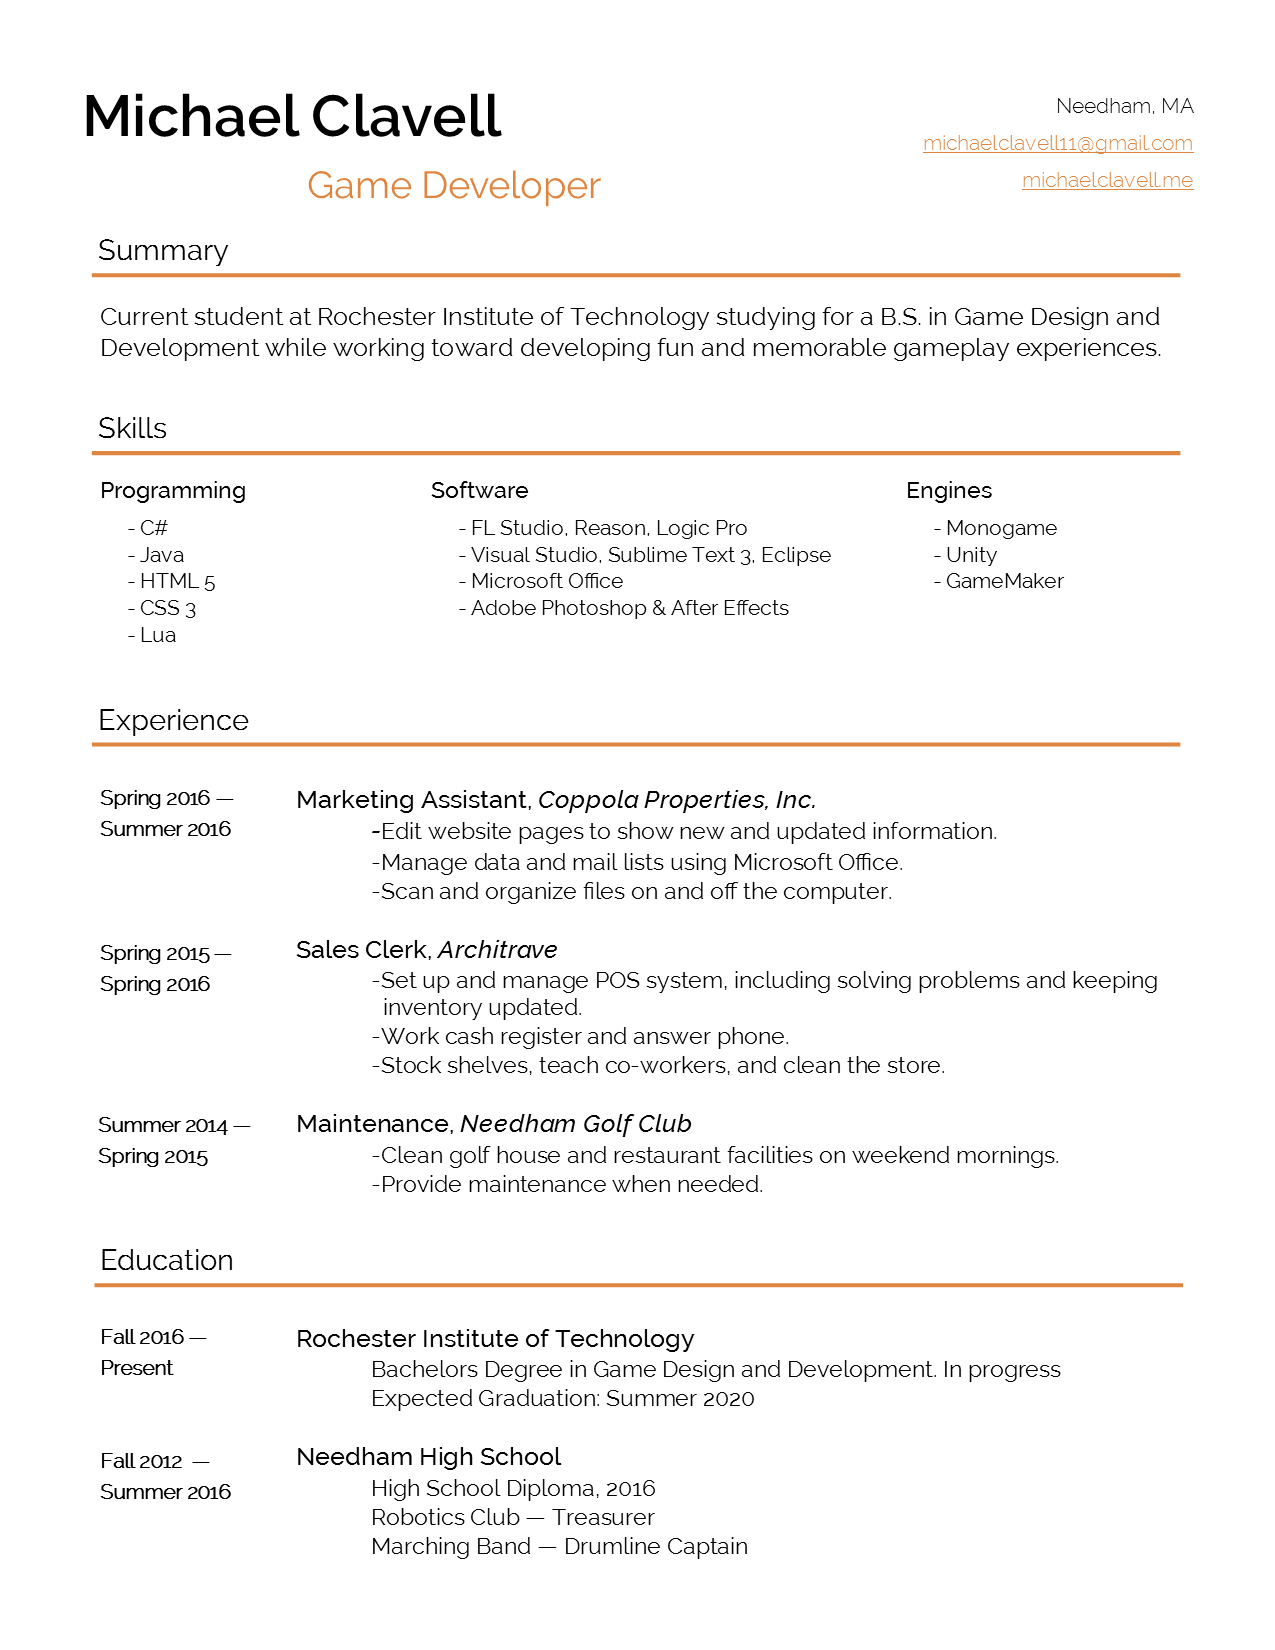 Michael Clavell
Game Developer
Needham, MA
michaelclavell11@gmail.com
michaelclavell.me
Summary
Current student at Rochester Institute of Technology studying for a B.S. in Game Design and
Development while working toward developing fun and memorable gameplay experiences.
Skills
Programming
- C#
- Java
- HTML 5
- CSS 3
- Lua
Software
- FL Studio, Reason, Logic Pro
- Visual Studio, Sublime Text 3, Eclipse
- Microsoft Office
- Adobe Photoshop & After Effects
Engines
- Monogame
- Unity
- GameMaker
Experience
Spring 2016 —
Summer 2016
Marketing Assistant, Coppola Properties, Inc.
-Edit website pages to show new and updated information.
-Manage data and mail lists using Microsoft Office.
-Scan and organize files on and off the computer.
Spring 2015 —
Spring 2016
Sales Clerk, Architrave
-Set up and manage POS system, including solving problems and keeping
inventory updated.
-Work cash register and answer phone.
-Stock shelves, teach co-workers, and clean the store.
Summer 2014 —
Spring 2015
Maintenance, Needham Golf Club
-Clean golf house and restaurant facilities on weekend mornings.
-Provide maintenance when needed.
Education
Fall 2016 —
Present
Rochester Institute of Technology
Bachelors Degree in Game Design and Development. In progress
Expected Graduation: Summer 2020
Fall 2012 —
Summer 2016
Needham High School
High School Diploma, 2016
Robotics Club — Treasurer
Marching Band — Drumline Captain